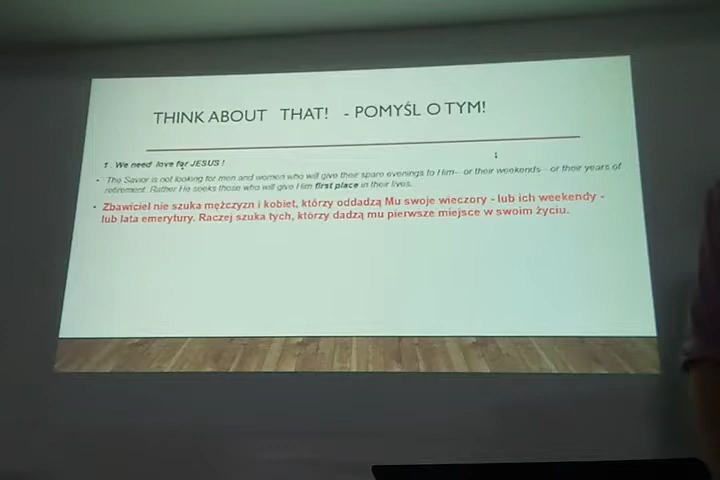 THINK ABOUT THAT! - POMYŚL O TYM!
1. We need love for JESUS !
• The Savior is not looking for men and women who will give their spare evenings to Him-- or their weekends-- or their years of
retirement. Rather He seeks those who will give Him first place in their lives.
• Zbawiciel nie szuka mężczyzn i kobiet, którzy oddadzą Mu swoje wieczory - lub ich weekendy -
lub lata emerytury. Raczej szuka tych, którzy dadzą mu pierwsze miejsce w swoim życiu.